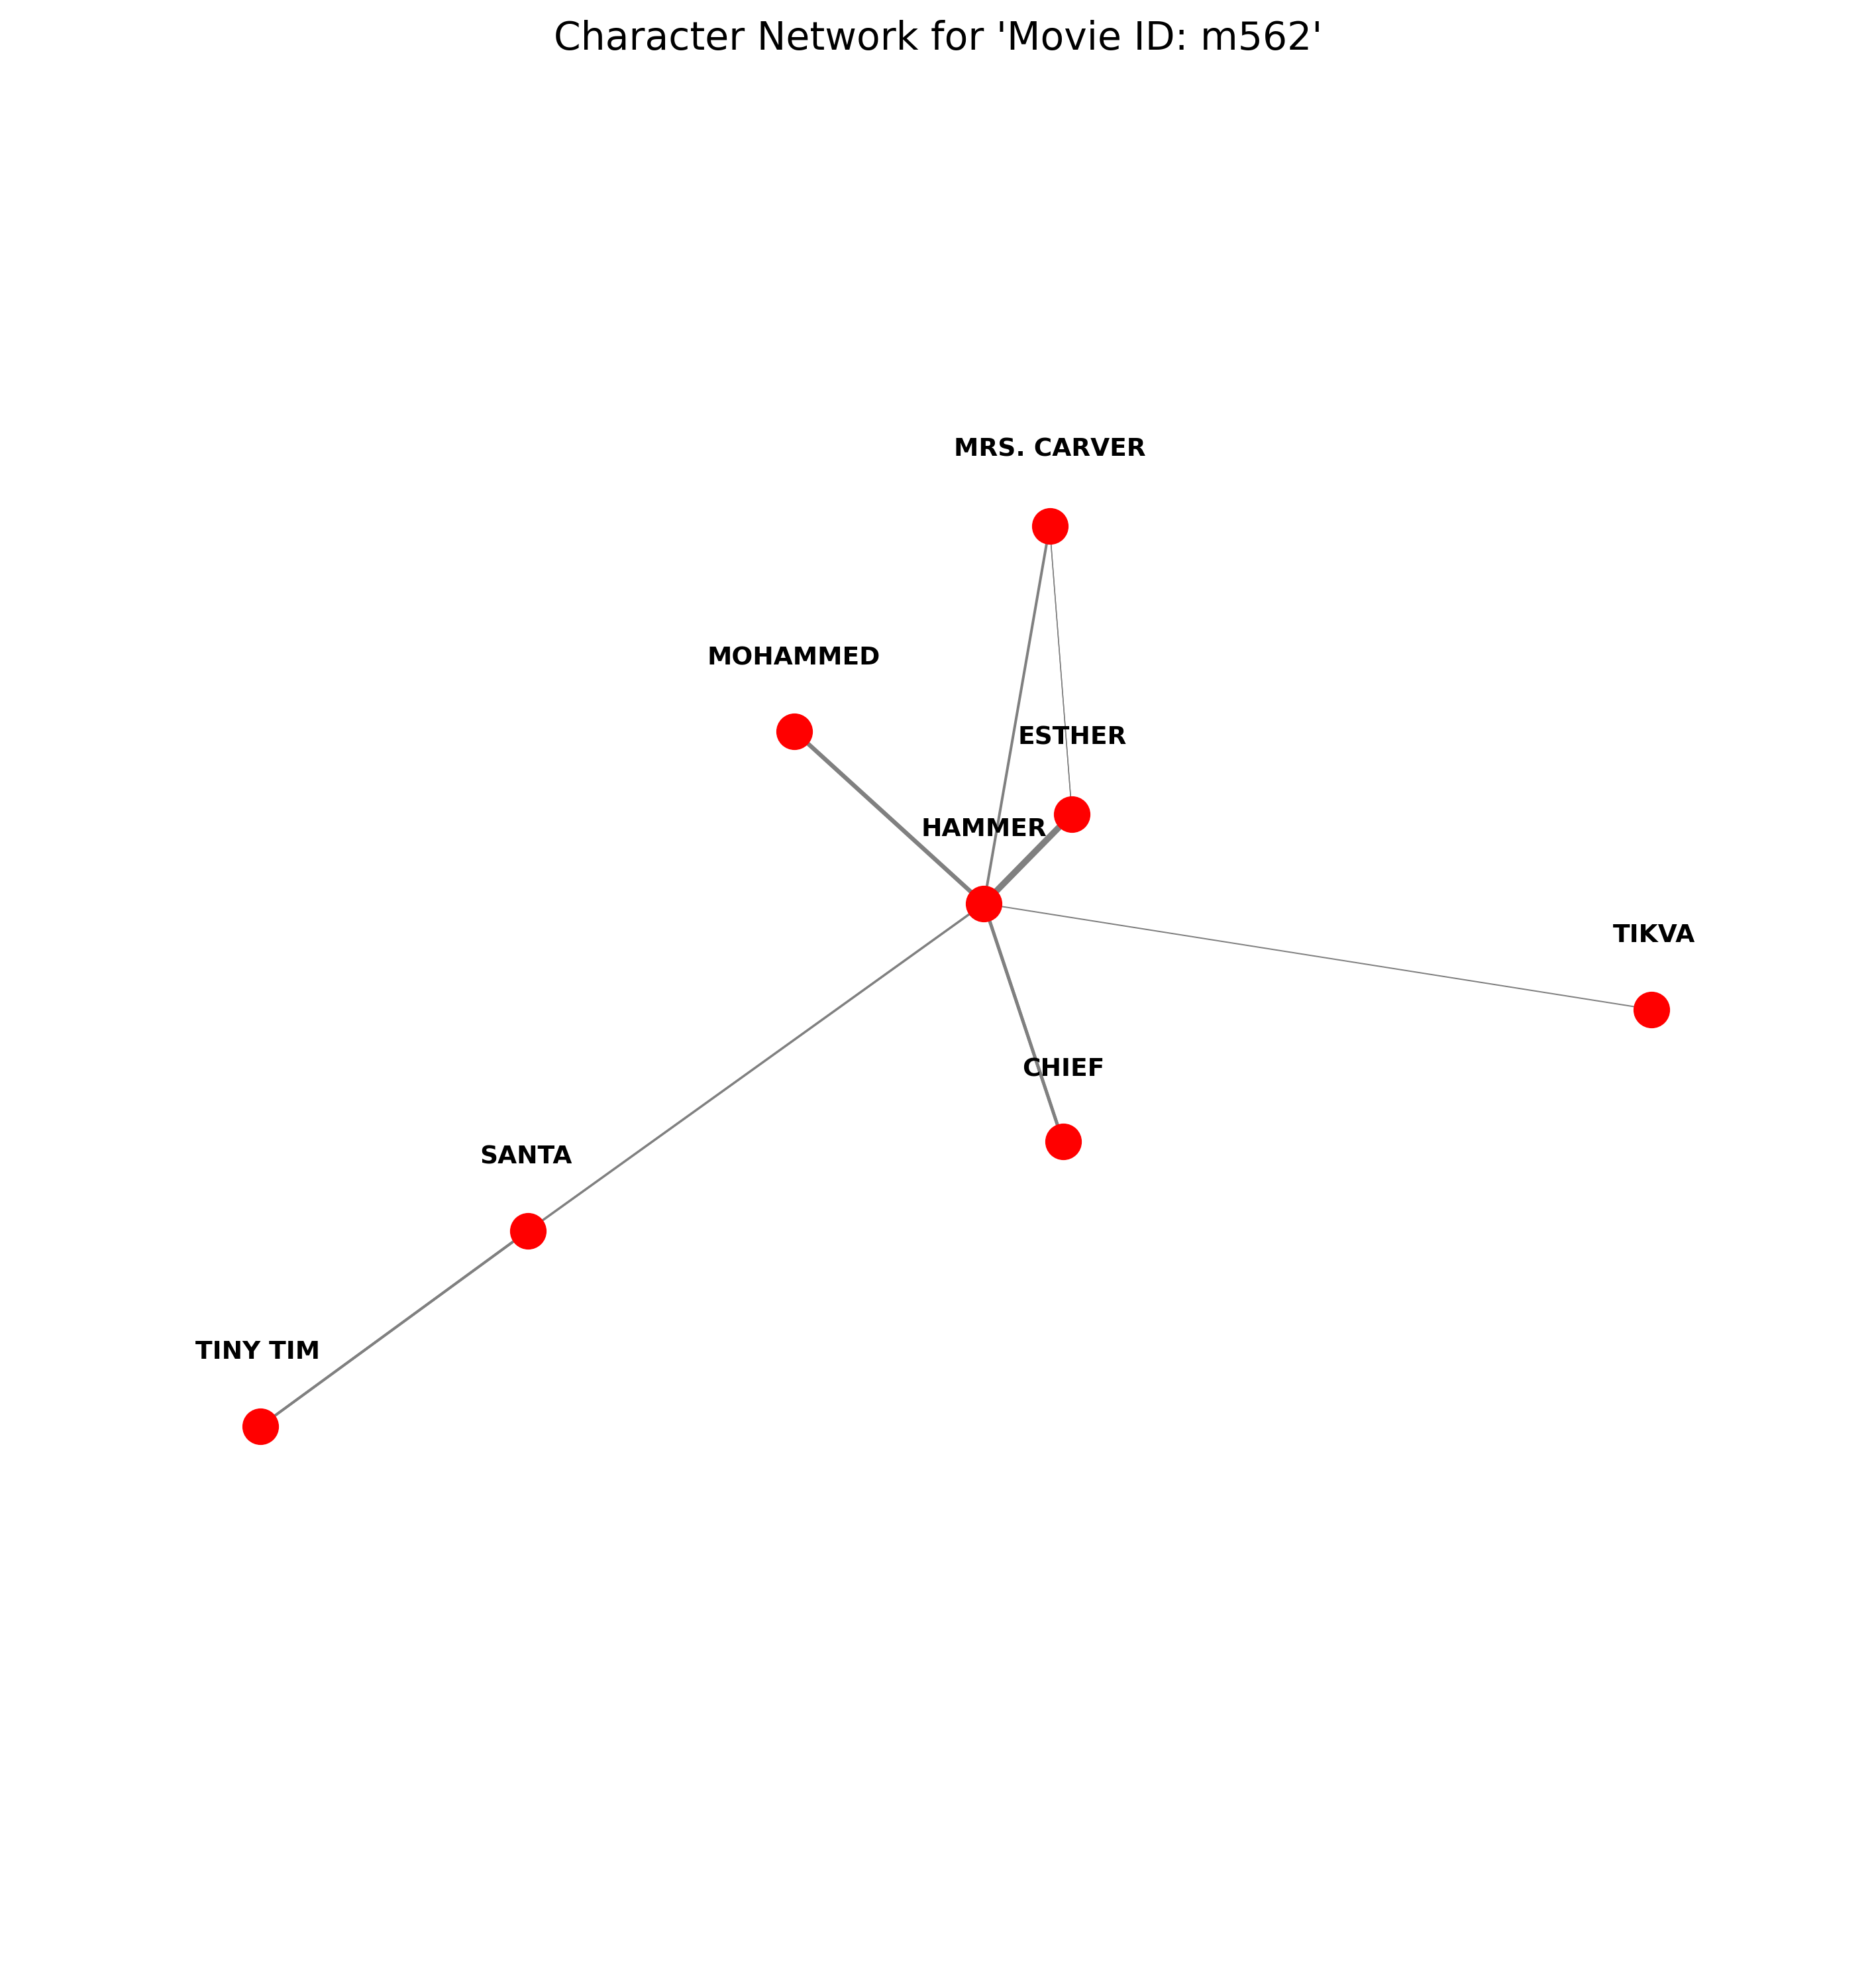 Character Network for 'Movie ID: m562'
MRS. CARVER
MOHAMMED
ESTHER
HAMMER
TIKVA
CHIEF
SANTA
TINY TIM